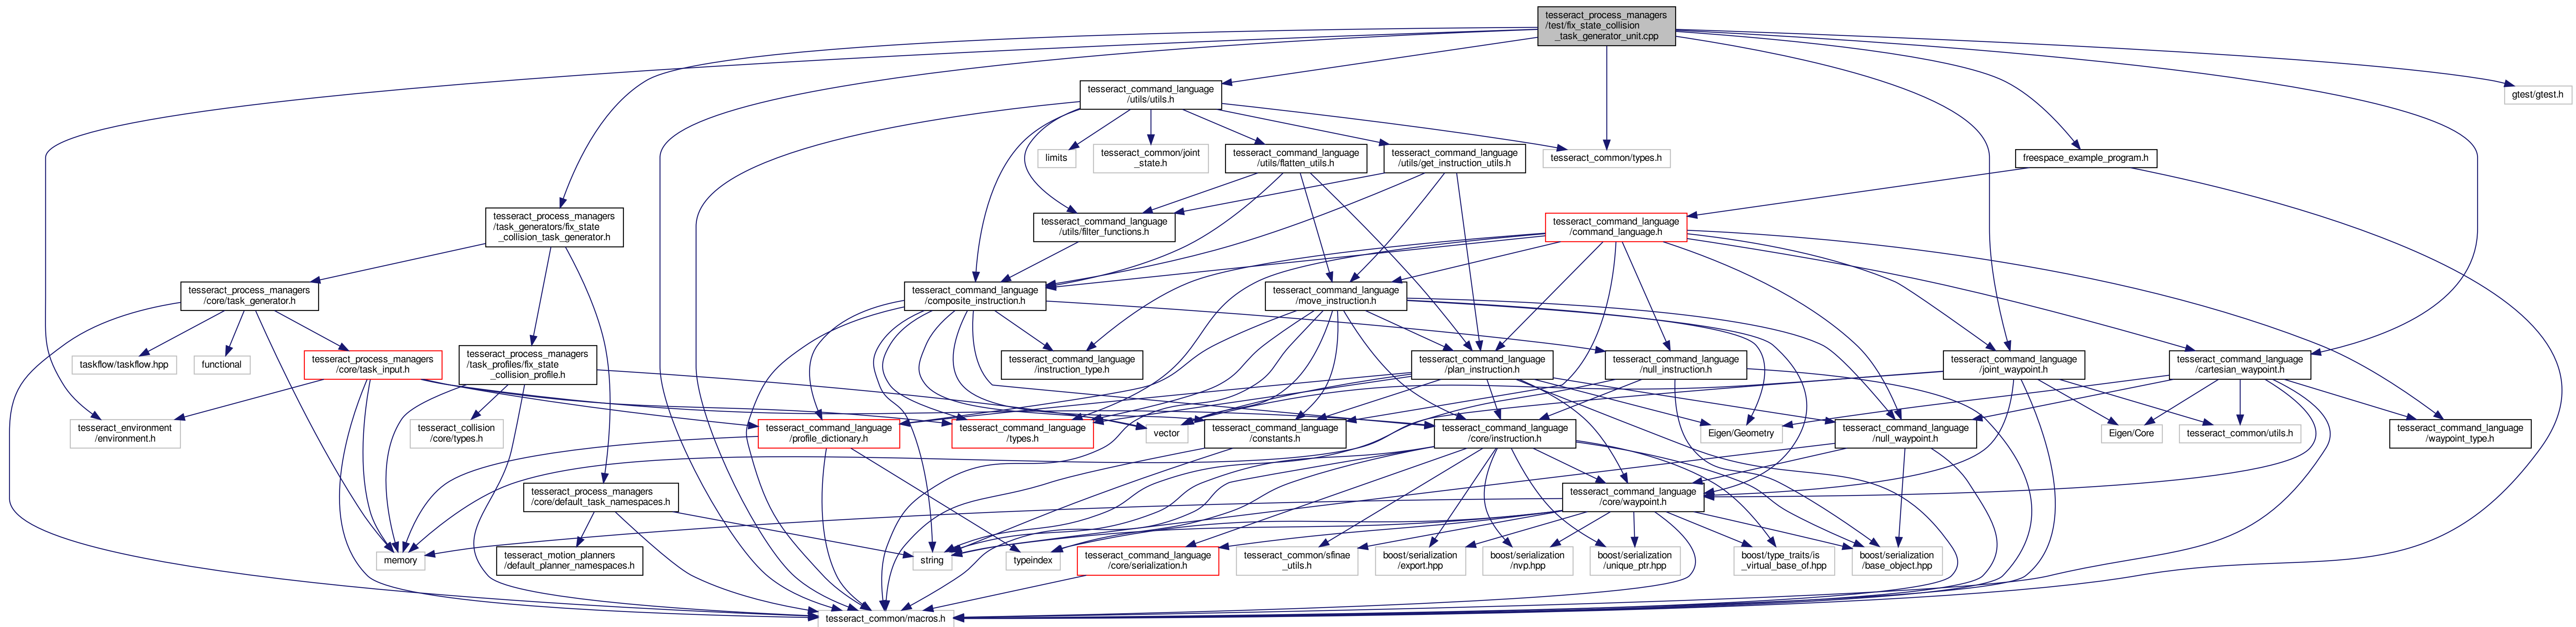 tesseract_process_managers
/test/fix_state_collision
_task_generator_unit.cpp
tesseract_command_language
/utils/utils.h
gtest/gtest.h
limits
tesseract_common/joint
_state.h
tesseract_command_language
/utils/flatten_utils.h
tesseract_command_language
/utils/get_instruction_utils.h
tesseract_common/types.h
freespace_example_program.h
tesseract_process_managers
/task_generators/fix_state
_collision_task_generator.h
tesseract_command_language
/utils/filter_functions.h
tesseract_command_language
/command_language.h
tesseract_process_managers
/core/task_generator.h
tesseract_command_language
/composite_instruction.h
tesseract_command_language
/move_instruction.h
taskflow/taskflow.hpp
functional
tesseract_process_managers
/core/task_input.h
tesseract_process_managers
/task_profiles/fix_state
_collision_profile.h
tesseract_command_language
/instruction_type.h
tesseract_command_language
/plan_instruction.h
tesseract_command_language
/null_instruction.h
tesseract_command_language
/joint_waypoint.h
tesseract_command_language
/cartesian_waypoint.h
tesseract_environment
/environment.h
tesseract_collision
/core/types.h
tesseract_command_language
/profile_dictionary.h
tesseract_command_language
/types.h
vector
tesseract_command_language
/constants.h
tesseract_command_language
/core/instruction.h
Eigen/Geometry
tesseract_command_language
/null_waypoint.h
Eigen/Core
tesseract_common/utils.h
tesseract_command_language
/waypoint_type.h
tesseract_process_managers
/core/default_task_namespaces.h
tesseract_command_language
/core/waypoint.h
memory
tesseract_motion_planners
/default_planner_namespaces.h
string
typeindex
tesseract_command_language
/core/serialization.h
tesseract_common/sfinae
_utils.h
boost/serialization
/export.hpp
boost/serialization
/nvp.hpp
boost/serialization
/unique_ptr.hpp
boost/type_traits/is
_virtual_base_of.hpp
boost/serialization
/base_object.hpp
tesseract_common/macros.h